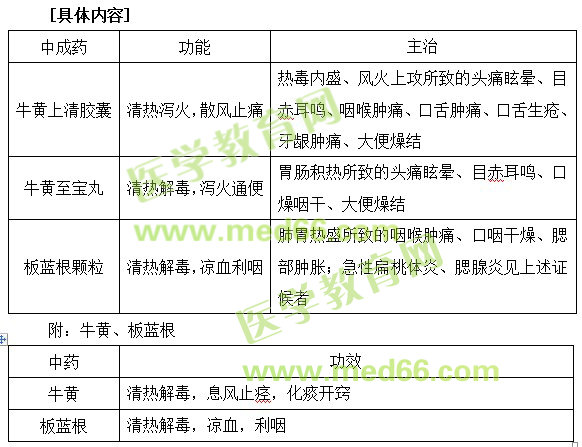 [具体内容]
中成药 功能 主治
牛黄上清胶囊 清热泻火，散风止痛 热毒内盛、风火上攻所致的头痛眩晕、目
赤耳鸣、咽喉肿痛、口舌肿痛、口舌生疮、
牙龈肿痛、大便燥结
牛黄至宝丸 清热解毒，泻火通便 胃肠积热所致的头痛眩晕、目赤耳鸣、口
燥咽干、大便燥结
板蓝根颗粒 清热解毒，凉血利咽 肺胃热盛所致的咽喉肿痛、口咽干燥、腮
部肿胀；急性扁桃体炎、腮腺炎见上述证
候者
附：牛黄、板蓝根
中药 功效
牛黄 清热解毒，息风止痉，化痰开窍
板蓝根 清热解毒，凉血，利咽
医学教育网
www.med66.com
医学教育网
www.med66.com